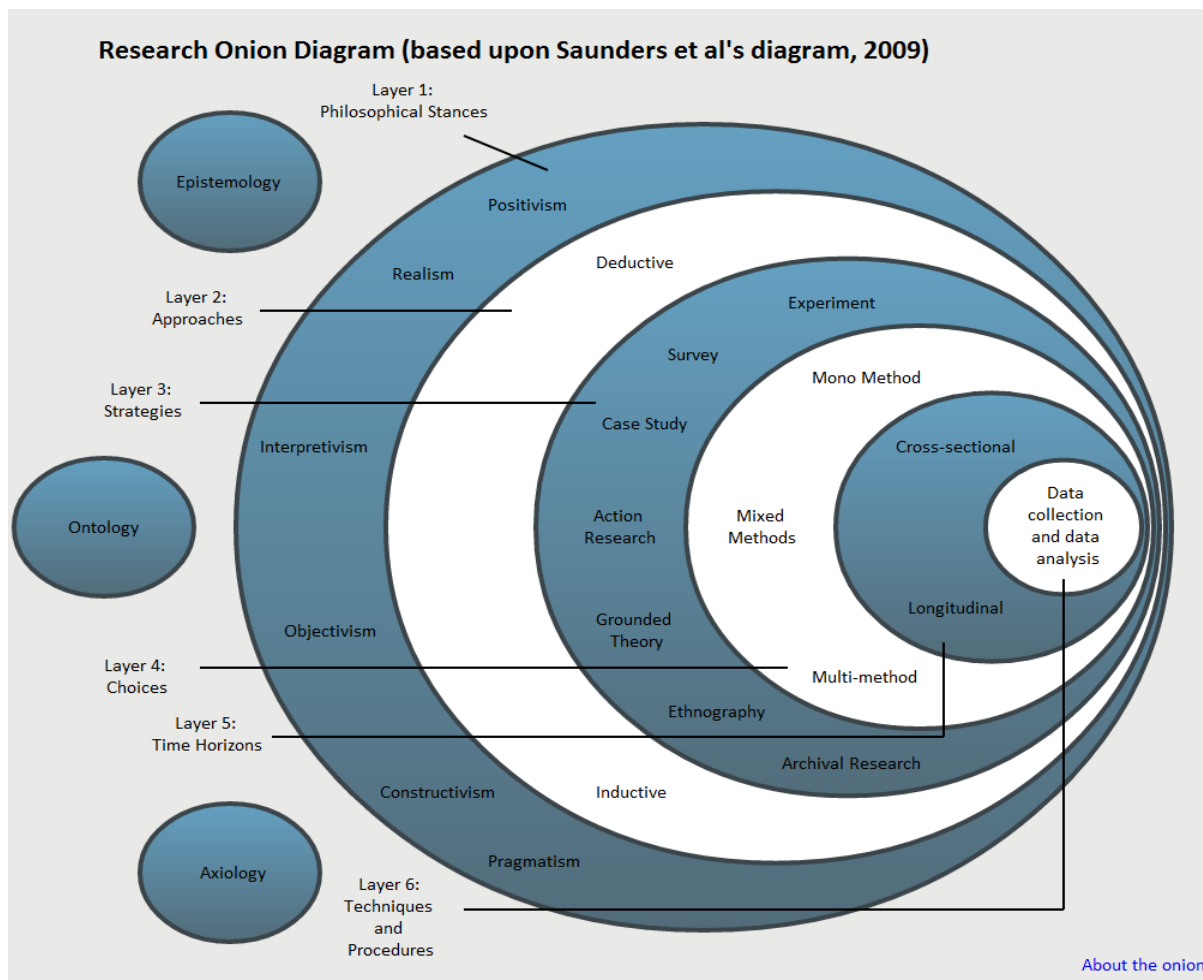 Research Onion Diagram (based upon Saunders et al's diagram, 2009)
Layer 1:
Philosophical Stances
Epistemology
Positivism
Realism
Deductive
Layer 2:
Approaches
Experiment
Survey
Mono Method
Layer 3:
Strategies
Case Study
Interpretivism
Cross-sectional
Ontology
Action
Research
Mixed
Methods
Data
collection
and data
analysis
Longitudinal
Grounded
Theory
Objectivism
Layer 4:
Choices
Multi-method
Ethnography
Layer 5:
Time Horizons
Archival Research
Constructivism
Inductive
Pragmatism
Axiology
Layer 6:
Techniques
and
Procedures
About the onion